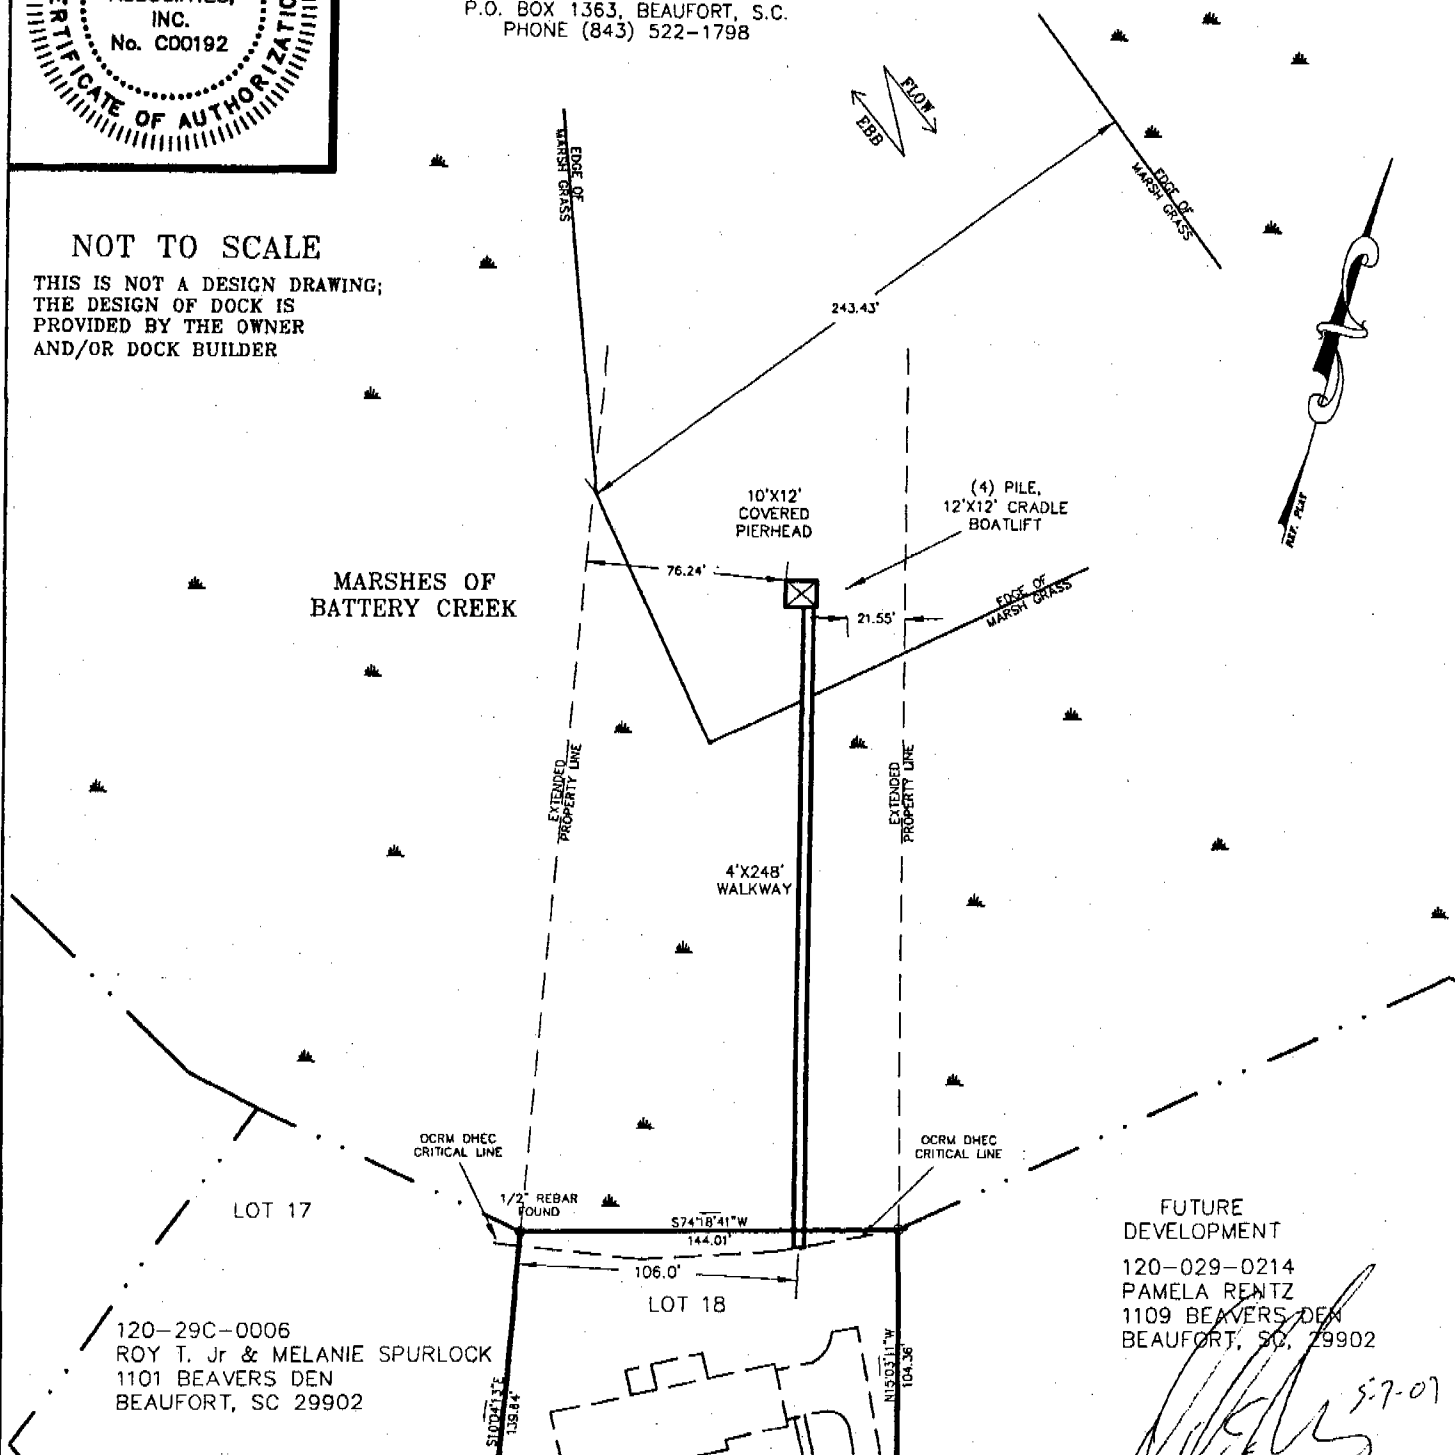 INC.
No. CD0192
CERTIFICATE OF AUTHORIZATION
P.O. BOX 1363, BEAUFORT, S.C.
PHONE (843) 522-1798
FLOW
EBB
EDGE OF
MARSH GRASS
EDGE OF
MARSH GRASS
NOT TO SCALE
THIS IS NOT A DESIGN DRAWING;
THE DESIGN OF DOCK IS
PROVIDED BY THE OWNER
AND/OR DOCK BUILDER
243.43'
REF. PLAT
10'X12'
COVERED
PIERHEAD
(4) PILE,
12'X12' CRADLE
BOATLIFT
MARSHES OF
BATTERY CREEK
76.24'
21.55'
EDGE OF
MARSH GRASS
EXTENDED
PROPERTY LINE
EXTENDED
PROPERTY LINE
4'X248'
WALKWAY
OCRM DHEC
CRITICAL LINE
OCRM DHEC
CRITICAL LINE
1/2" REBAR
FOUND
LOT 17
S74°18'41"W
144.01'
106.0'
LOT 18
FUTURE
DEVELOPMENT
120-029-0214
PAMELA RENTZ
1109 BEAVERS DEN
BEAUFORT, SC, 29902
120-29C-0006
ROY T. Jr & MELANIE SPURLOCK
1101 BEAVERS DEN
BEAUFORT, SC 29902
S10°04'13"E
139.84'
N15°03'11"W
104.36'
5-7-07